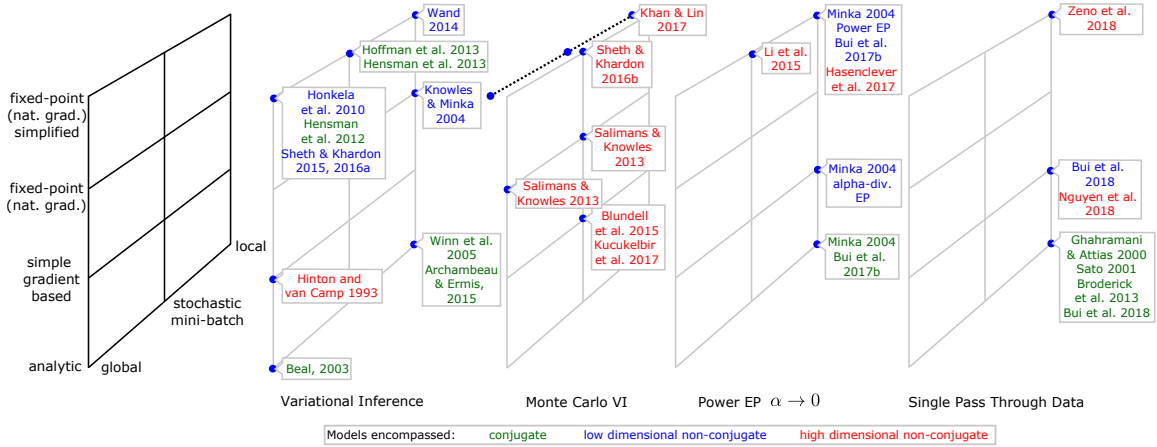 fixed-point
(nat. grad.)
simplified
fixed-point
(nat. grad.)
simple
gradient
based
analytic
global
stochastic
mini-batch
local
Wand
2014
Hoffman et al. 2013
Hensman et al. 2013
Honkela
et al. 2010
Hensman
et al. 2012
Sheth & Khardon
2015, 2016a
Knowles
& Minka
2004
Winn et al.
2005
Archambeau
& Ermis,
2015
Hinton and
van Camp 1993
Beal, 2003
Variational Inference
Khan & Lin
2017
Sheth &
Khardon
2016b
Salimans &
Knowles
2013
Salimans &
Knowles 2013
Blundell
et al. 2015
Kucukelbir
et al. 2017
Monte Carlo VI
Li et al.
2015
Minka 2004
Power EP
Bui et al.
2017b
Hasenclever
et al. 2017
Minka 2004
alpha-div.
EP
Minka 2004
Bui et al.
2017b
Power EP α → 0
Zeno et al.
2018
Bui et al.
2018
Nguyen et al.
2018
Ghahramani
& Attias 2000
Sato 2001
Broderick
et al. 2013
Bui et al. 2018
Single Pass Through Data
Models encompassed: conjugate low dimensional non-conjugate high dimensional non-conjugate